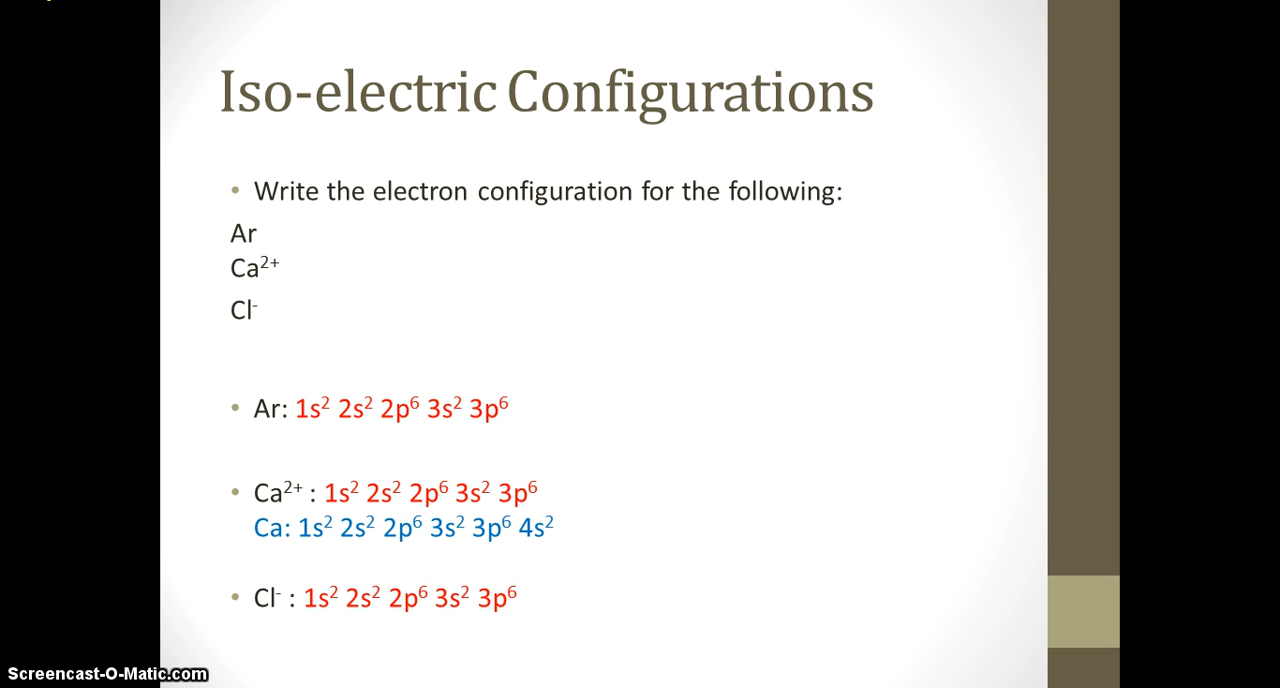 Iso-electric Configurations
• Write the electron configuration for the following:
Ar
Ca²⁺
Cl⁻
• Ar: 1s² 2s² 2p⁶ 3s² 3p⁶
• Ca²⁺ : 1s² 2s² 2p⁶ 3s² 3p⁶
Ca: 1s² 2s² 2p⁶ 3s² 3p⁶ 4s²
• Cl⁻ : 1s² 2s² 2p⁶ 3s² 3p⁶
Screencast-O-Matic.com